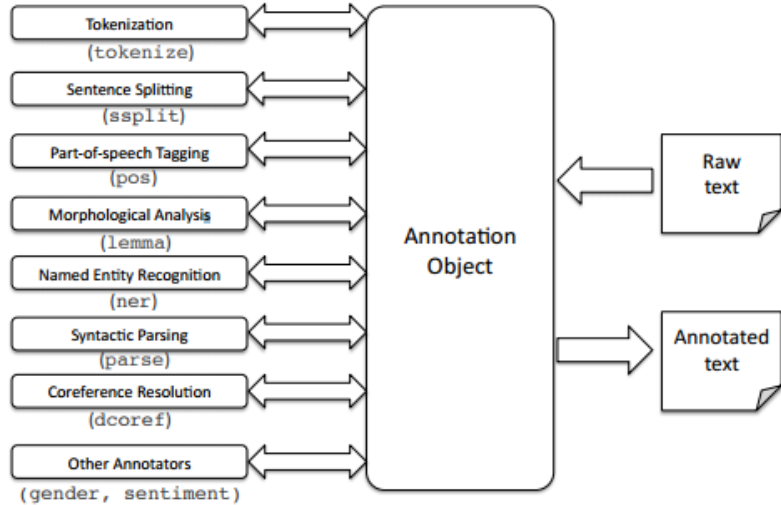 Tokenization
(tokenize)
Sentence Splitting
(ssplit)
Part-of-speech Tagging
(pos)
Morphological Analysis
(lemma)
Named Entity Recognition
(ner)
Syntactic Parsing
(parse)
Coreference Resolution
(dcoref)
Other Annotators
(gender, sentiment)
Annotation
Object
Raw
text
Annotated
text